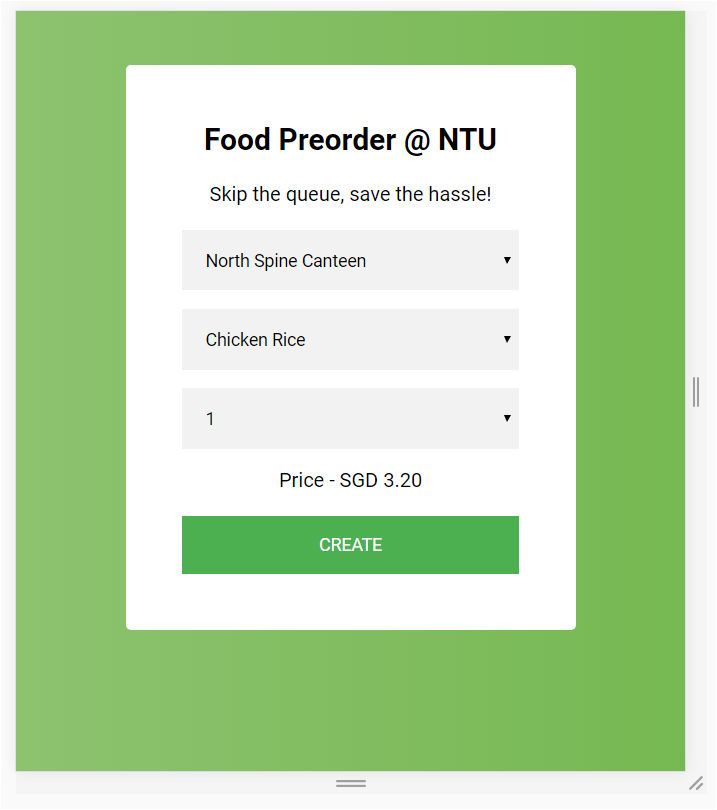 Food Preorder @ NTU
Skip the queue, save the hassle!
North Spine Canteen
Chicken Rice
1
Price - SGD 3.20
CREATE